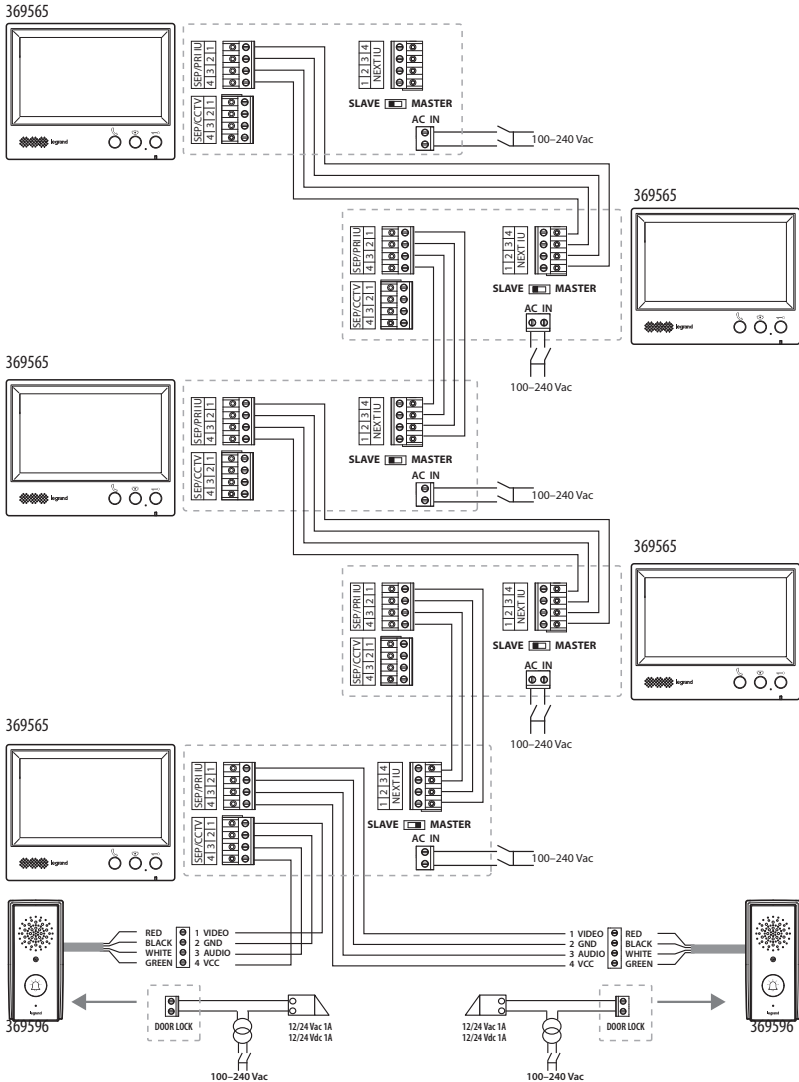 369565
SEP/PRI IU
4 3 2 1
1 2 3 4
NEXT IU
SEP/CCTV
4 3 2 1
SLAVE MASTER
AC IN
100–240 Vac
legrand
369565
SEP/PRI IU
4 3 2 1
1 2 3 4
NEXT IU
SEP/CCTV
4 3 2 1
SLAVE MASTER
AC IN
100–240 Vac
legrand
369565
SEP/PRI IU
4 3 2 1
1 2 3 4
NEXT IU
SEP/CCTV
4 3 2 1
SLAVE MASTER
AC IN
100–240 Vac
legrand
369565
SEP/PRI IU
4 3 2 1
1 2 3 4
NEXT IU
SEP/CCTV
4 3 2 1
SLAVE MASTER
AC IN
100–240 Vac
legrand
369565
SEP/PRI IU
4 3 2 1
1 2 3 4
NEXT IU
SEP/CCTV
4 3 2 1
SLAVE MASTER
AC IN
100–240 Vac
legrand
RED 1 VIDEO
BLACK 2 GND
WHITE 3 AUDIO
GREEN 4 VCC
1 VIDEO RED
2 GND BLACK
3 AUDIO WHITE
4 VCC GREEN
legrand
369596
DOOR LOCK
12/24 Vac 1A
12/24 Vdc 1A
100–240 Vac
12/24 Vac 1A
12/24 Vdc 1A
DOOR LOCK
100–240 Vac
legrand
369596